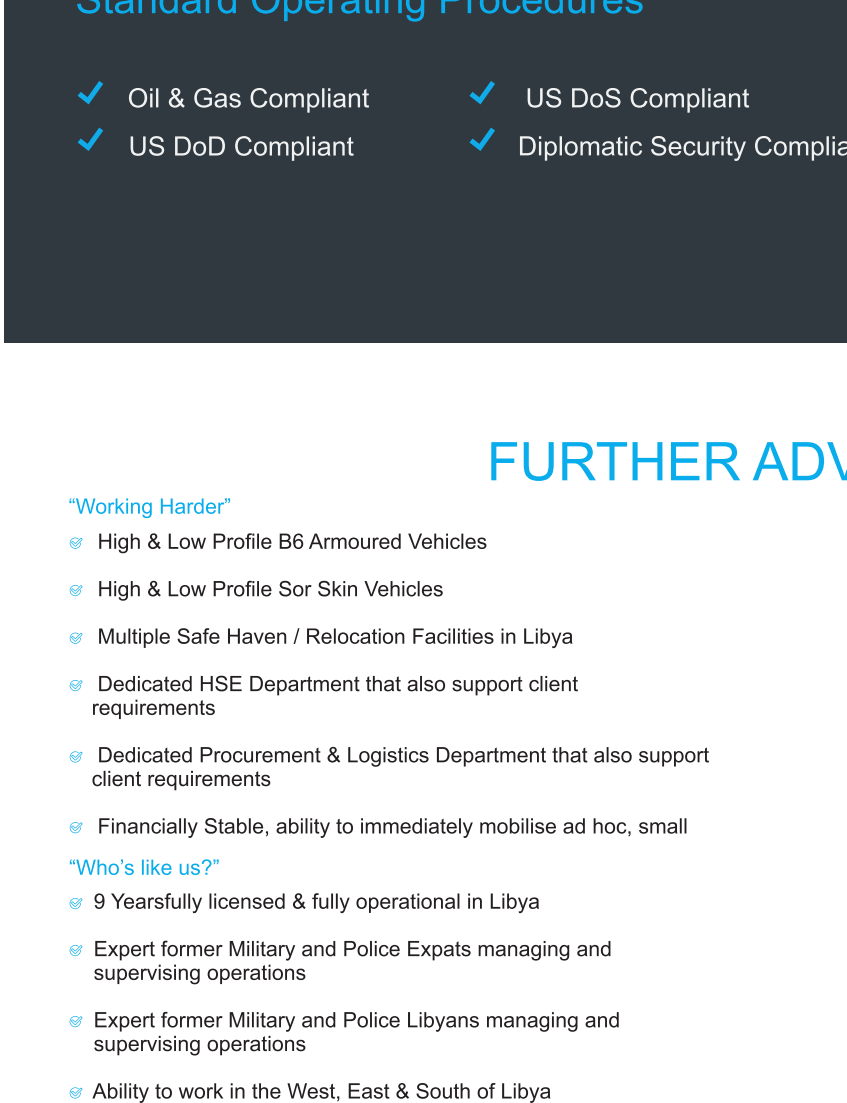 Standard Operating Procedures
Oil & Gas Compliant
US DoS Compliant
US DoD Compliant
Diplomatic Security Complia
FURTHER ADV
“Working Harder”
High & Low Profile B6 Armoured Vehicles
High & Low Profile Sor Skin Vehicles
Multiple Safe Haven / Relocation Facilities in Libya
Dedicated HSE Department that also support client
requirements
Dedicated Procurement & Logistics Department that also support
client requirements
Financially Stable, ability to immediately mobilise ad hoc, small
“Who’s like us?”
9 Yearsfully licensed & fully operational in Libya
Expert former Military and Police Expats managing and
supervising operations
Expert former Military and Police Libyans managing and
supervising operations
Ability to work in the West, East & South of Libya